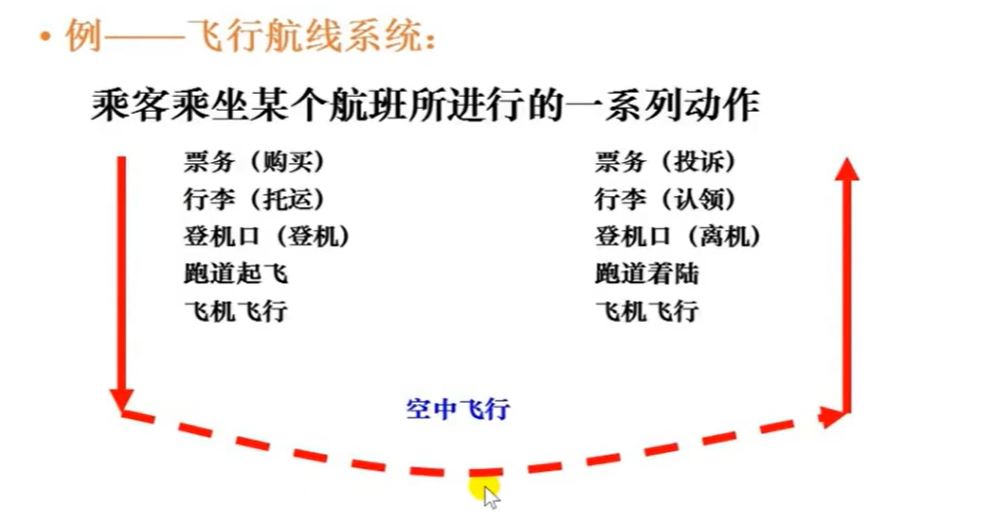 • 例——飞行航线系统：
乘客乘坐某个航班所进行的一系列动作
票务（购买）
行李（托运）
登机口（登机）
跑道起飞
飞机飞行
票务（投诉）
行李（认领）
登机口（离机）
跑道着陆
飞机飞行
空中飞行